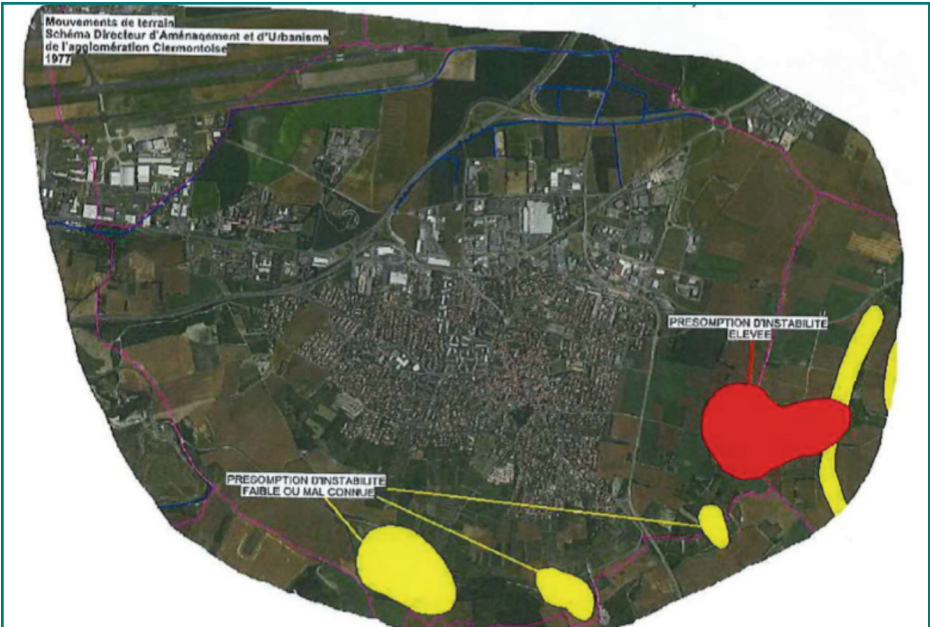 Mouvements de terrain
Schéma Directeur d'Aménagement et d'Urbanisme
de l'agglomération Clermontoise
1977
PRESOMPTION D'INSTABILITE
ELEVEE
PRESOMPTION D'INSTABILITE
FAIBLE OU MAL CONNUE